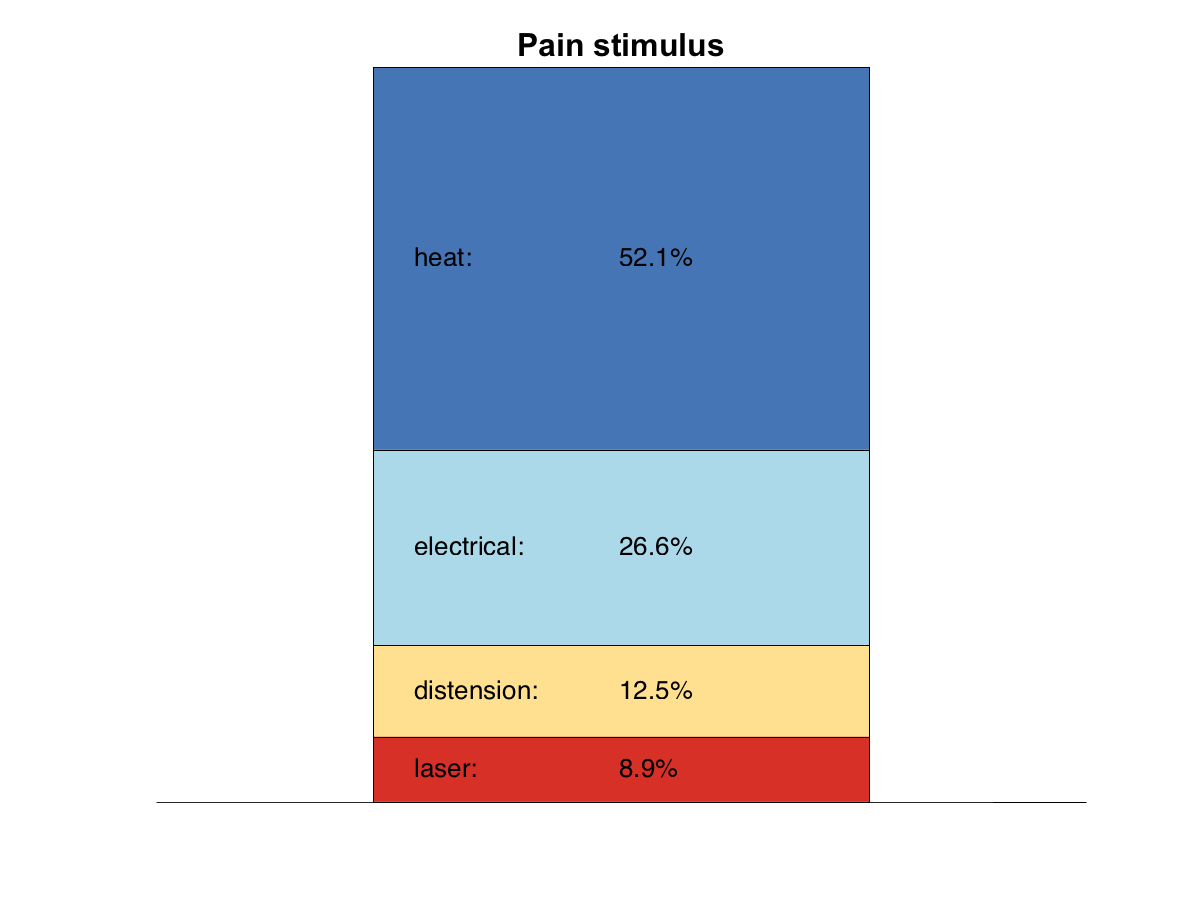 Pain stimulus
heat: 52.1%
electrical: 26.6%
distension: 12.5%
laser: 8.9%